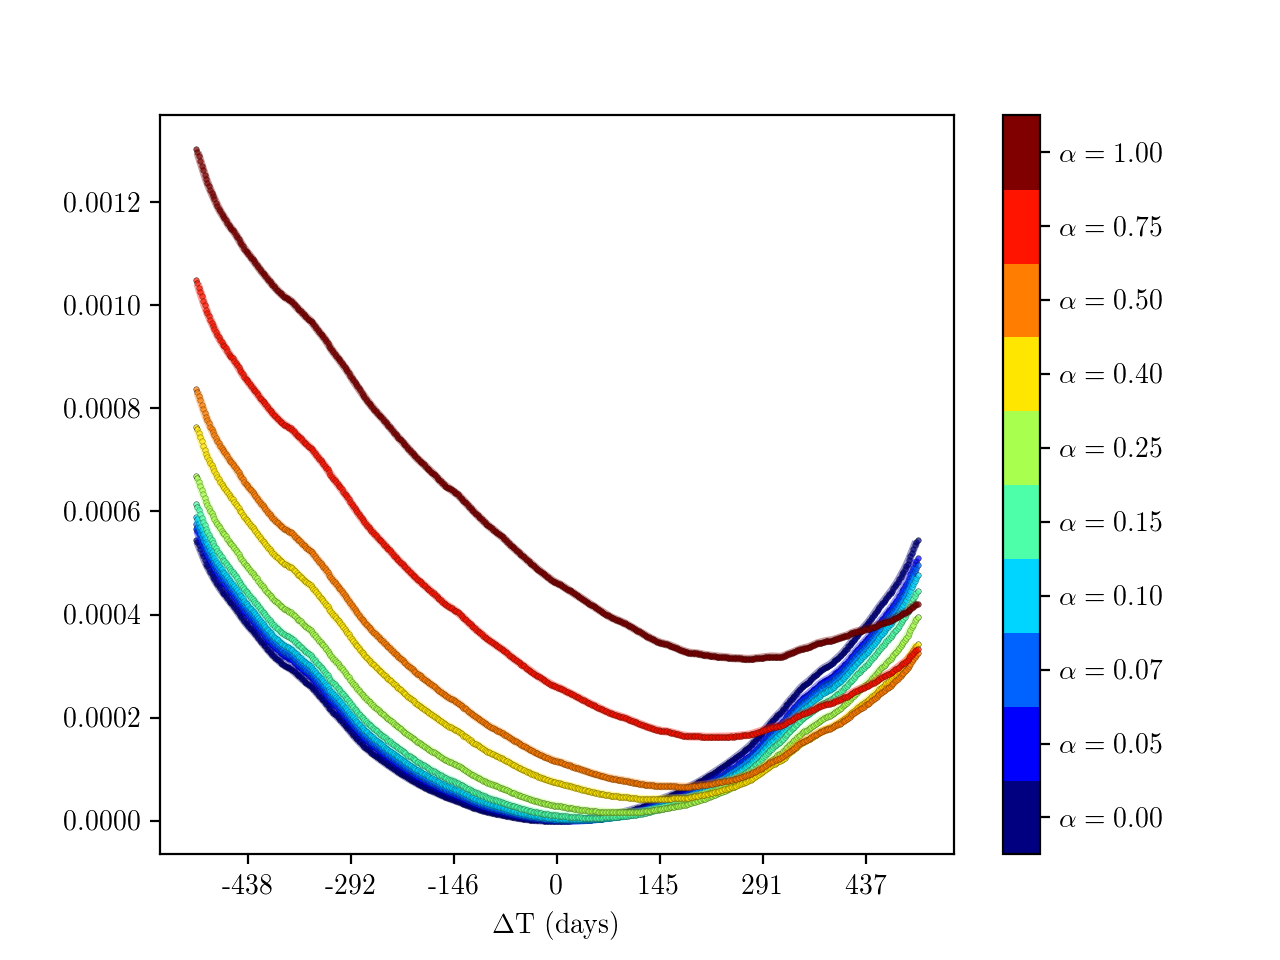 0.0012
0.0010
0.0008
0.0006
0.0004
0.0002
0.0000
-438 -292 -146 0 145 291 437
ΔT (days)
α = 1.00
α = 0.75
α = 0.50
α = 0.40
α = 0.25
α = 0.15
α = 0.10
α = 0.07
α = 0.05
α = 0.00